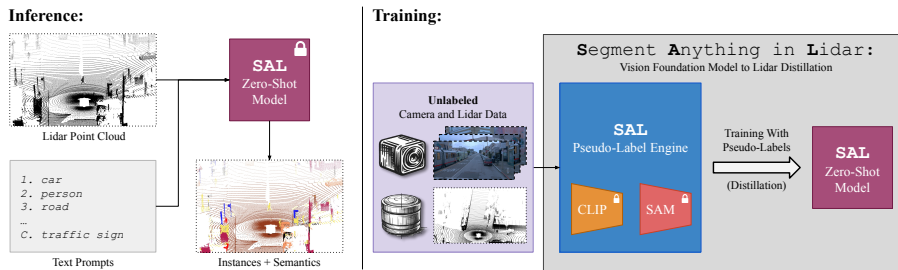 Inference:
SAL
Zero-Shot
Model
Lidar Point Cloud
1. car
2. person
3. road
…
C. traffic sign
Text Prompts
Instances + Semantics
Training:
Segment Anything in Lidar:
Vision Foundation Model to Lidar Distillation
Unlabeled
Camera and Lidar Data
SAL
Pseudo-Label Engine
CLIP
SAM
Training With
Pseudo-Labels
(Distillation)
SAL
Zero-Shot
Model